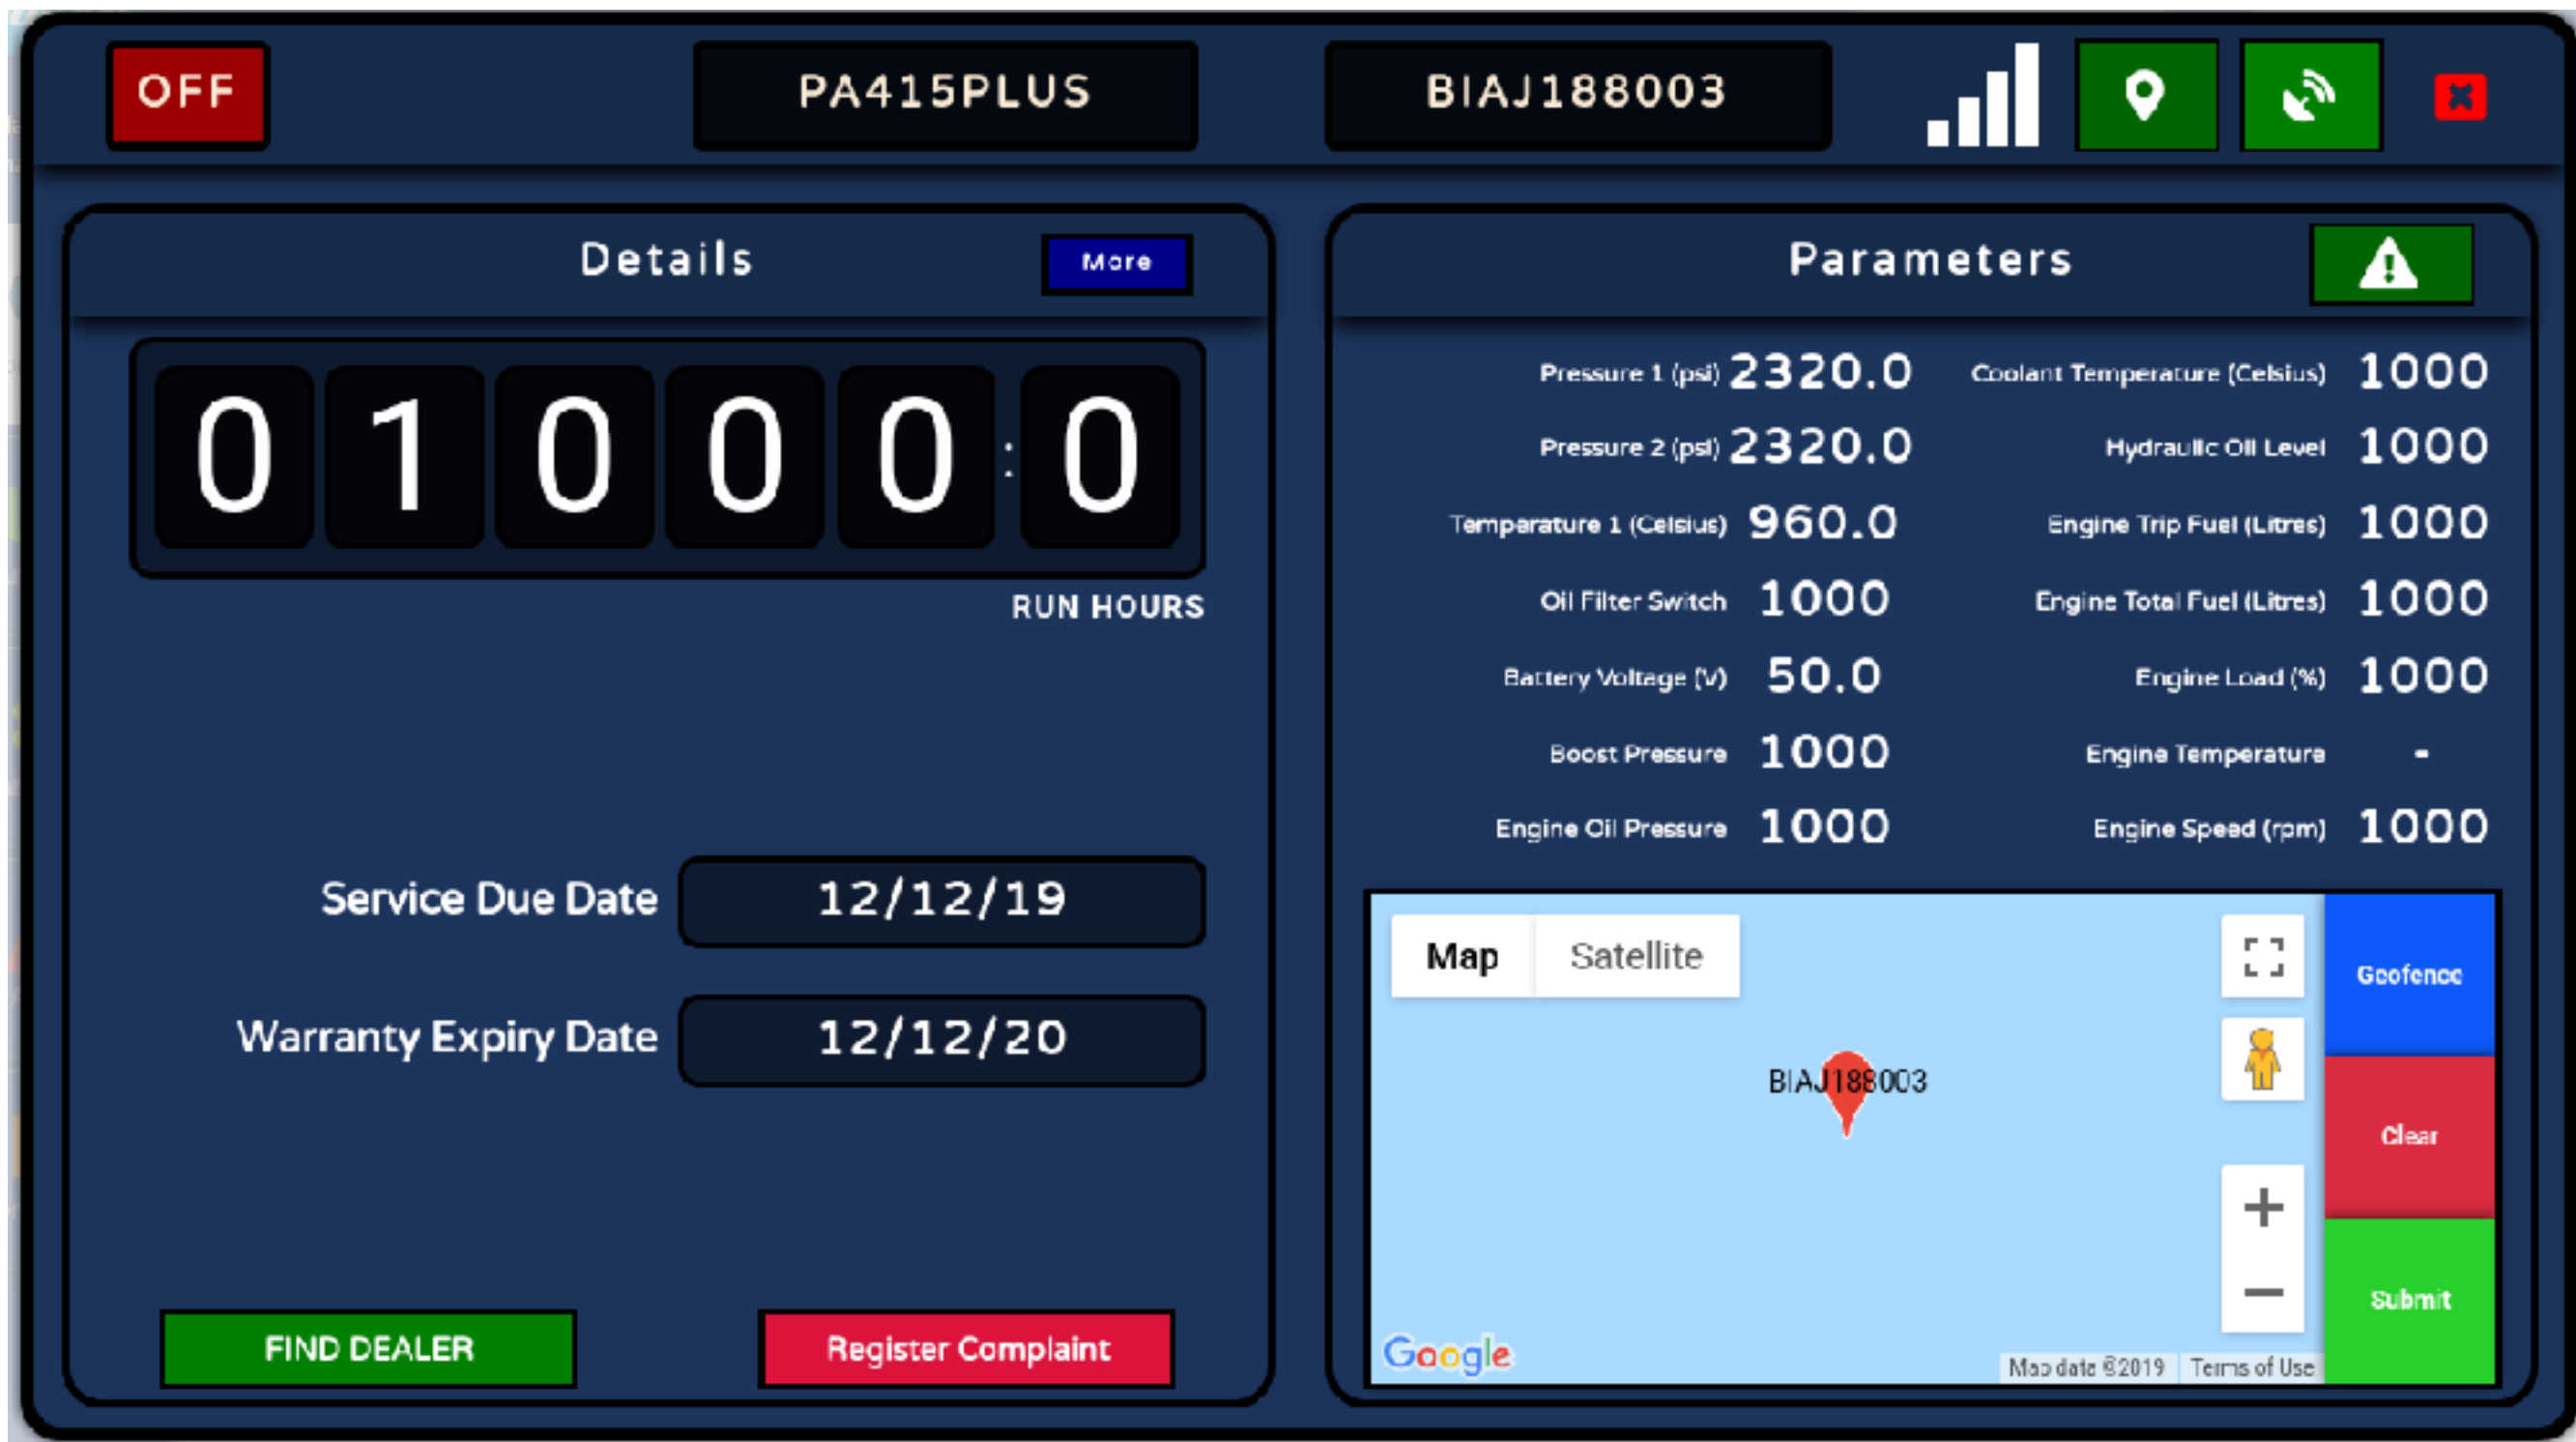 OFF
PA415PLUS
BIAJ188003
Details
More
0 1 0 0 0 : 0
RUN HOURS
Service Due Date 12/12/19
Warranty Expiry Date 12/12/20
FIND DEALER
Register Complaint
Parameters
Pressure 1 (psi) 2320.0 Coolant Temperature (Celsius) 1000
Pressure 2 (psi) 2320.0 Hydraulic Oil Level 1000
Temperature 1 (Celsius) 960.0 Engine Trip Fuel (Litres) 1000
Oil Filter Switch 1000 Engine Total Fuel (Litres) 1000
Battery Voltage (V) 50.0 Engine Load (%) 1000
Boost Pressure 1000 Engine Temperature -
Engine Oil Pressure 1000 Engine Speed (rpm) 1000
Map Satellite
Geofence
BIAJ188003
Clear
Submit
Google
Map data ©2019 Terms of Use